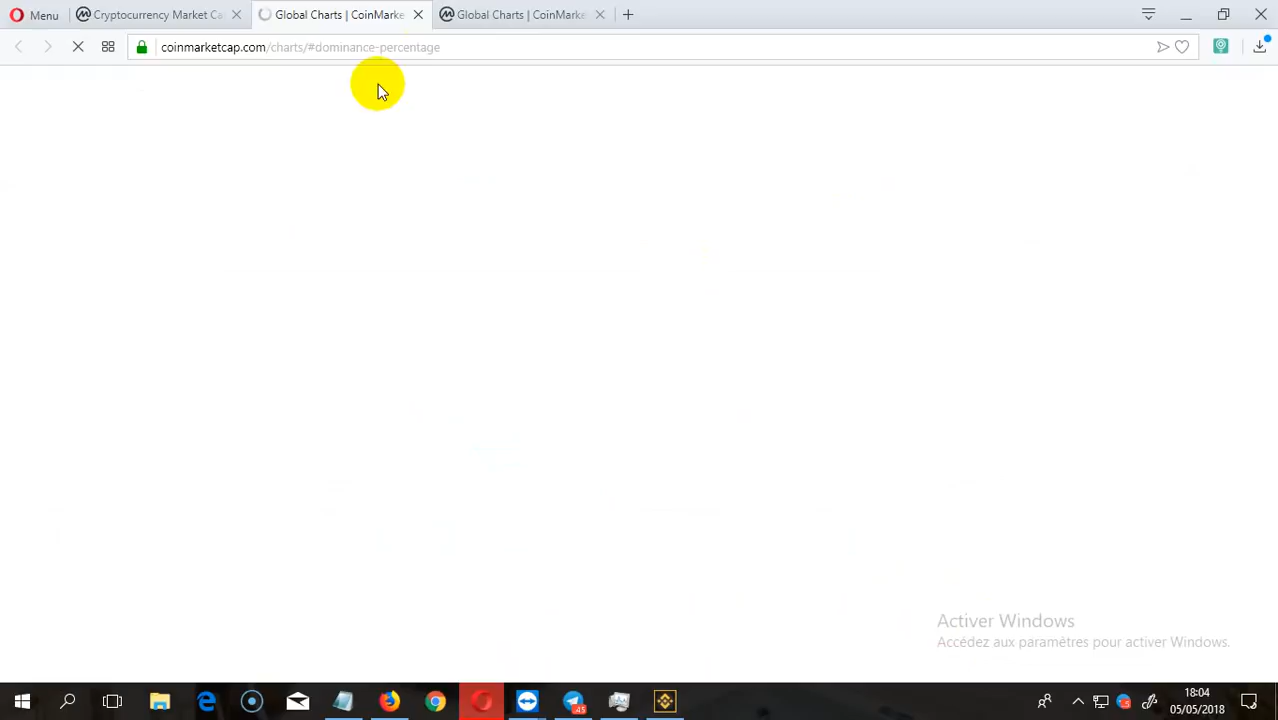 Menu
Cryptocurrency Market Ca
Global Charts | CoinMarke
Global Charts | CoinMarke
coinmarketcap.com/charts/#dominance-percentage
Activer Windows
Accédez aux paramètres pour activer Windows.
45
18:04
05/05/2018